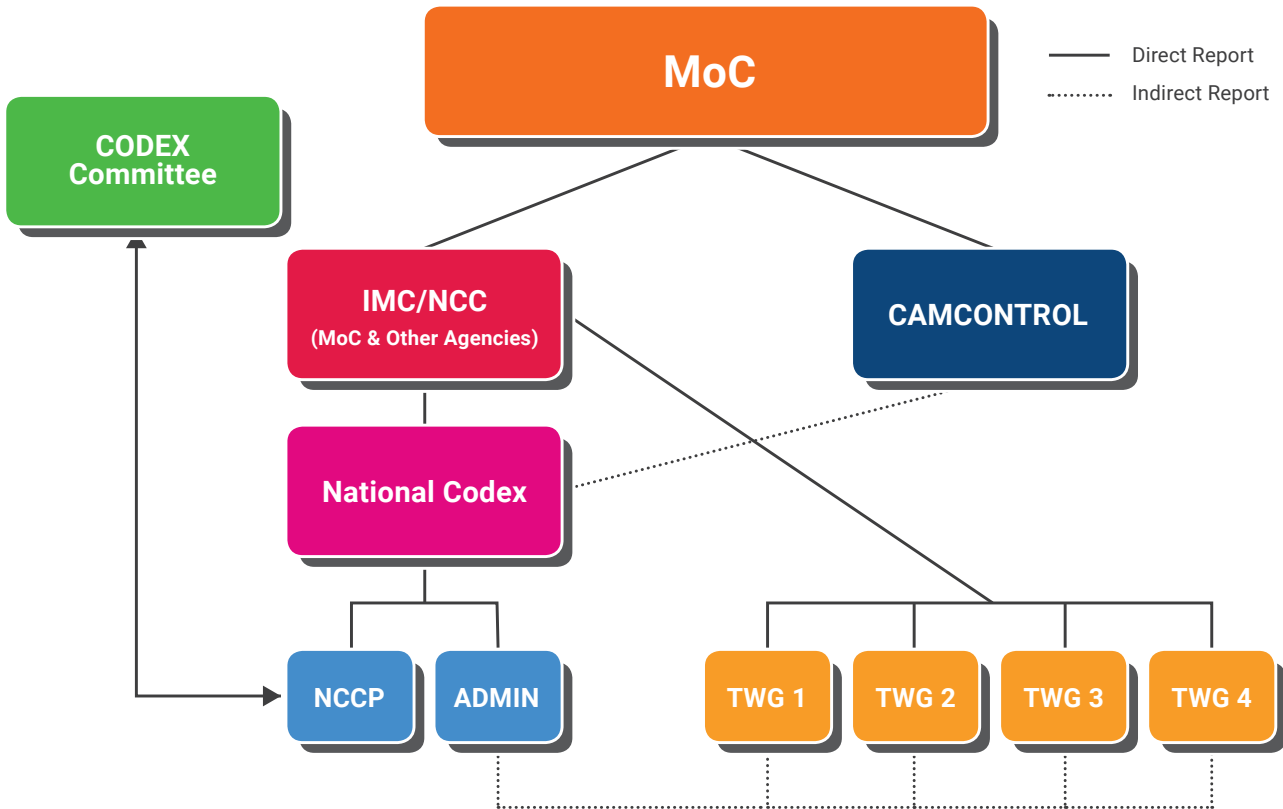 MoC
Direct Report
Indirect Report
CODEX
Committee
IMC/NCC
(MoC & Other Agencies)
CAMCONTROL
National Codex
NCCP
ADMIN
TWG 1
TWG 2
TWG 3
TWG 4